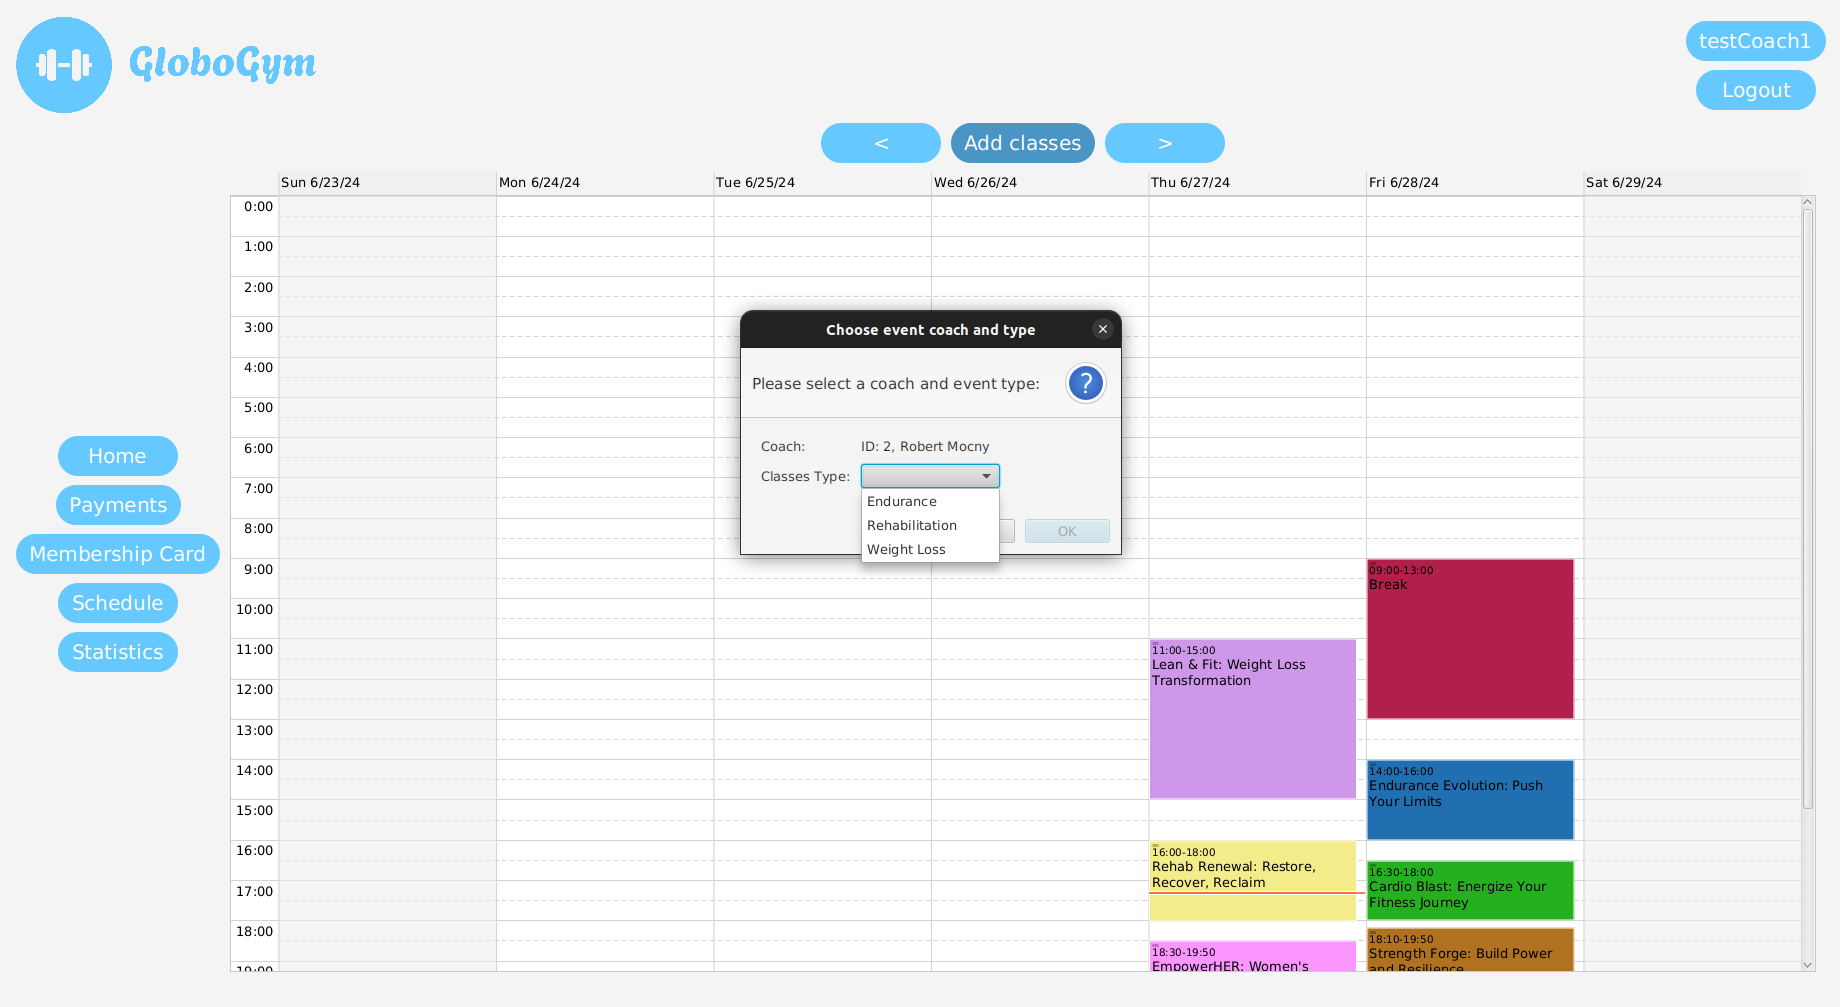 GloboGym
testCoach1
Logout
<
Add classes
>
Sun 6/23/24
Mon 6/24/24
Tue 6/25/24
Wed 6/26/24
Thu 6/27/24
Fri 6/28/24
Sat 6/29/24
0:00
1:00
2:00
3:00
4:00
5:00
6:00
7:00
8:00
9:00
10:00
11:00
12:00
13:00
14:00
15:00
16:00
17:00
18:00
19:00
Home
Payments
Membership Card
Schedule
Statistics
Choose event coach and type
Please select a coach and event type:
?
Coach:
ID: 2, Robert Mocny
Classes Type:
Endurance
Rehabilitation
Weight Loss
OK
11:00-15:00
Lean & Fit: Weight Loss
Transformation
16:00-18:00
Rehab Renewal: Restore,
Recover, Reclaim
18:30-19:50
EmpowerHER: Women's
09:00-13:00
Break
14:00-16:00
Endurance Evolution: Push
Your Limits
16:30-18:00
Cardio Blast: Energize Your
Fitness Journey
18:10-19:50
Strength Forge: Build Power
and Resilience